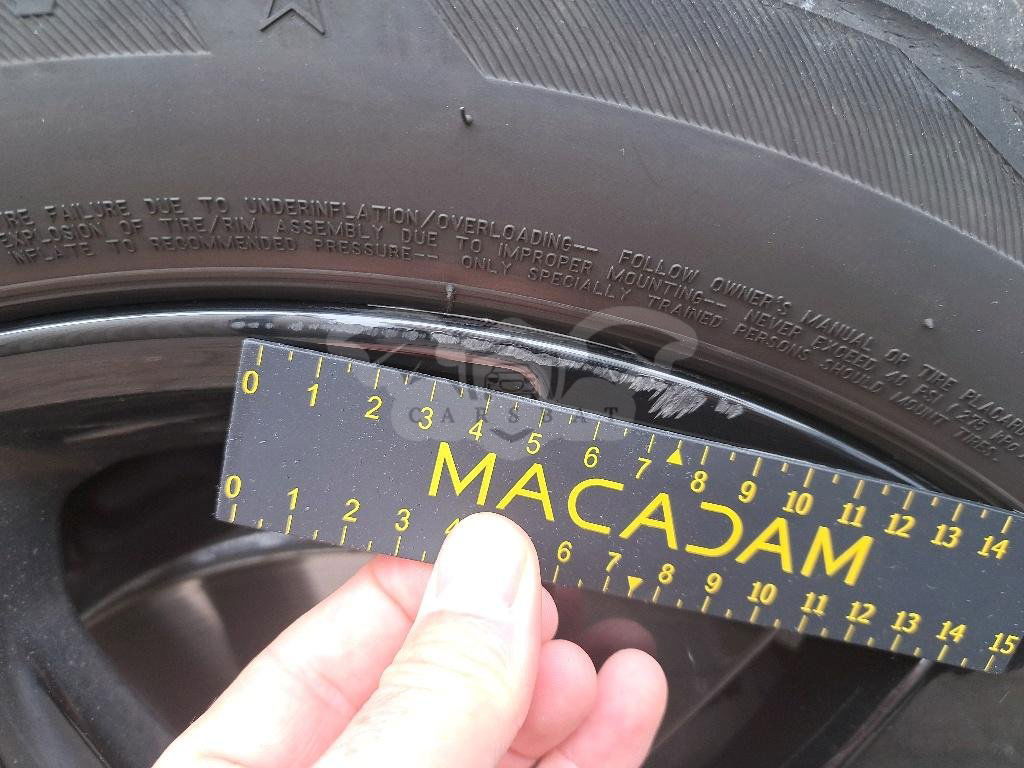 RE FAILURE DUE TO UNDERINFLATION/OVERLOADING-- FOLLOW OWNER'S MANUAL OR TIRE PLACAR
EXPLOSION OF TIRE/RIM ASSEMBLY DUE TO IMPROPER MOUNTING-- NEVER EXCEED 40 PSI (275
NFLATE TO RECOMMENDED PRESSURE-- ONLY SPECIALLY TRAINED PERSONS SHOULD MOUNT TIRES.
CARSBAT
0 1 2 3 4 5 6 7 8 9 10 11 12 13 14
MACADAM
0 1 2 3 4 6 7 8 9 10 11 12 13 14 15